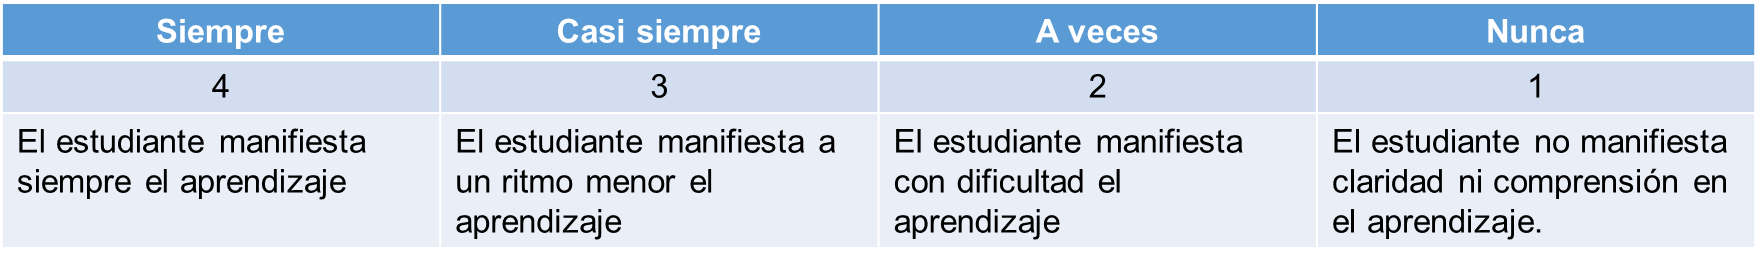 Siempre
Casi siempre
A veces
Nunca
4
3
2
1
El estudiante manifiesta
siempre el aprendizaje
El estudiante manifiesta a
un ritmo menor el
aprendizaje
El estudiante manifiesta
con dificultad el
aprendizaje
El estudiante no manifiesta
claridad ni comprensión en
el aprendizaje.